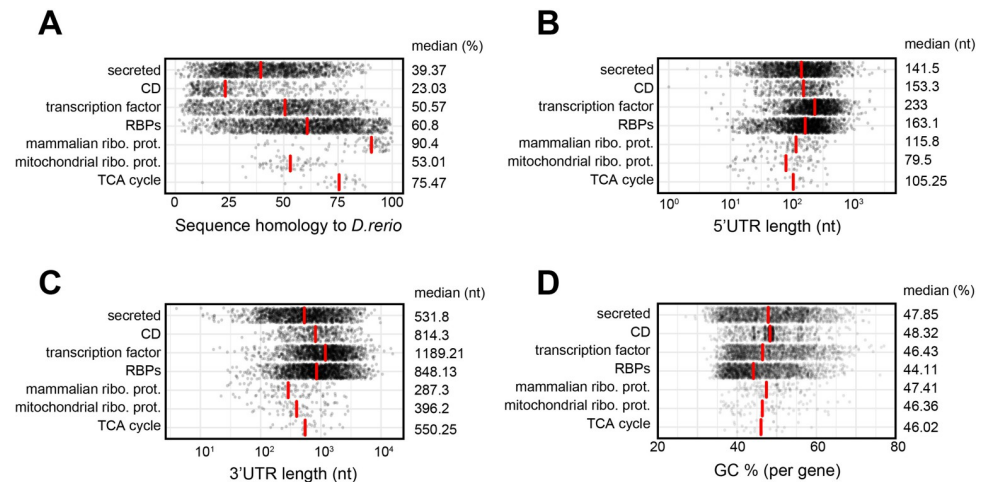 A
median (%)
secreted 39.37
CD 23.03
transcription factor 50.57
RBPs 60.8
mammalian ribo. prot. 90.4
mitochondrial ribo. prot. 53.01
TCA cycle 75.47
0 25 50 75 100
Sequence homology to D.rerio
B
median (nt)
secreted 141.5
CD 153.3
transcription factor 233
RBPs 163.1
mammalian ribo. prot. 115.8
mitochondrial ribo. prot. 79.5
TCA cycle 105.25
10⁰ 10¹ 10² 10³
5'UTR length (nt)
C
median (nt)
secreted 531.8
CD 814.3
transcription factor 1189.21
RBPs 848.13
mammalian ribo. prot. 287.3
mitochondrial ribo. prot. 396.2
TCA cycle 550.25
10¹ 10² 10³ 10⁴
3'UTR length (nt)
D
median (%)
secreted 47.85
CD 48.32
transcription factor 46.43
RBPs 44.11
mammalian ribo. prot. 47.41
mitochondrial ribo. prot. 46.36
TCA cycle 46.02
20 40 60 80
GC % (per gene)